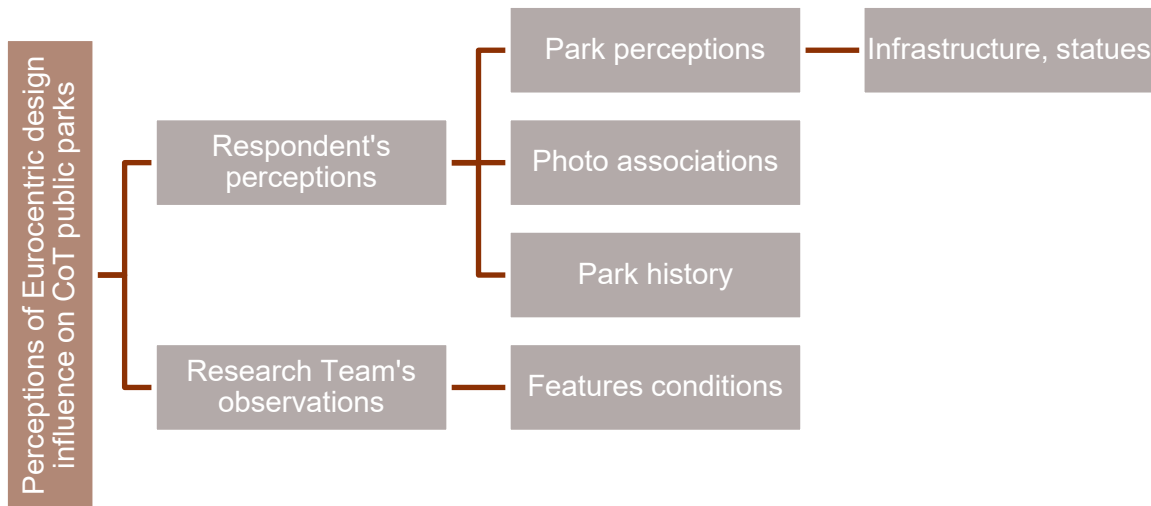 Perceptions of Eurocentric design
influence on CoT public parks
Respondent's
perceptions
Park perceptions
Infrastructure, statues
Photo associations
Park history
Research Team's
observations
Features conditions